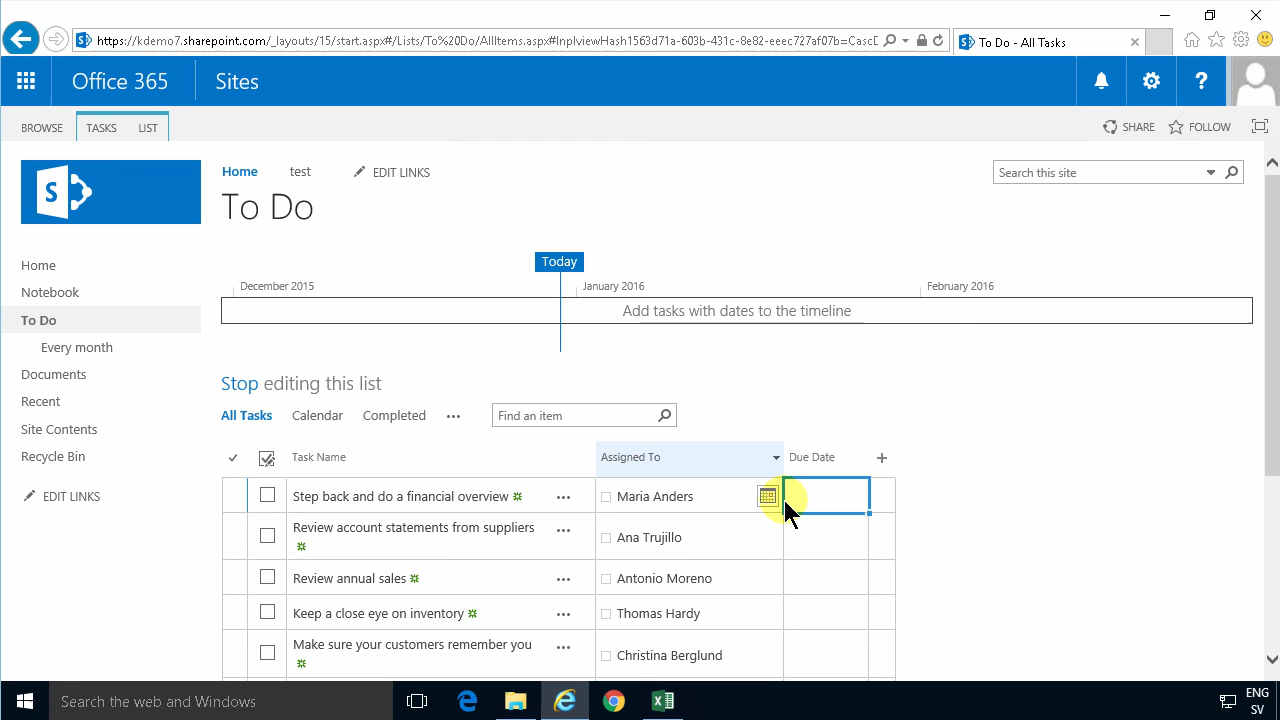 https://kdemo7.sharepoint.com/_layouts/15/start.aspx#/Lists/To%20Do/AllItems.aspx#InplviewHash1563d71a-603b-431c-8e82-eeec727af07b=CascD
To Do - All Tasks
Office 365
Sites
?
BROWSE
TASKS
LIST
SHARE
FOLLOW
S
Home
test
EDIT LINKS
Search this site
To Do
Home
Notebook
To Do
Every month
Documents
Recent
Site Contents
Recycle Bin
EDIT LINKS
Today
December 2015
January 2016
February 2016
Add tasks with dates to the timeline
Stop editing this list
All Tasks
Calendar
Completed
Find an item
Task Name
Assigned To
Due Date
Step back and do a financial overview
Maria Anders
Review account statements from suppliers
Ana Trujillo
Review annual sales
Antonio Moreno
Keep a close eye on inventory
Thomas Hardy
Make sure your customers remember you
Christina Berglund
Search the web and Windows
ENG
SV